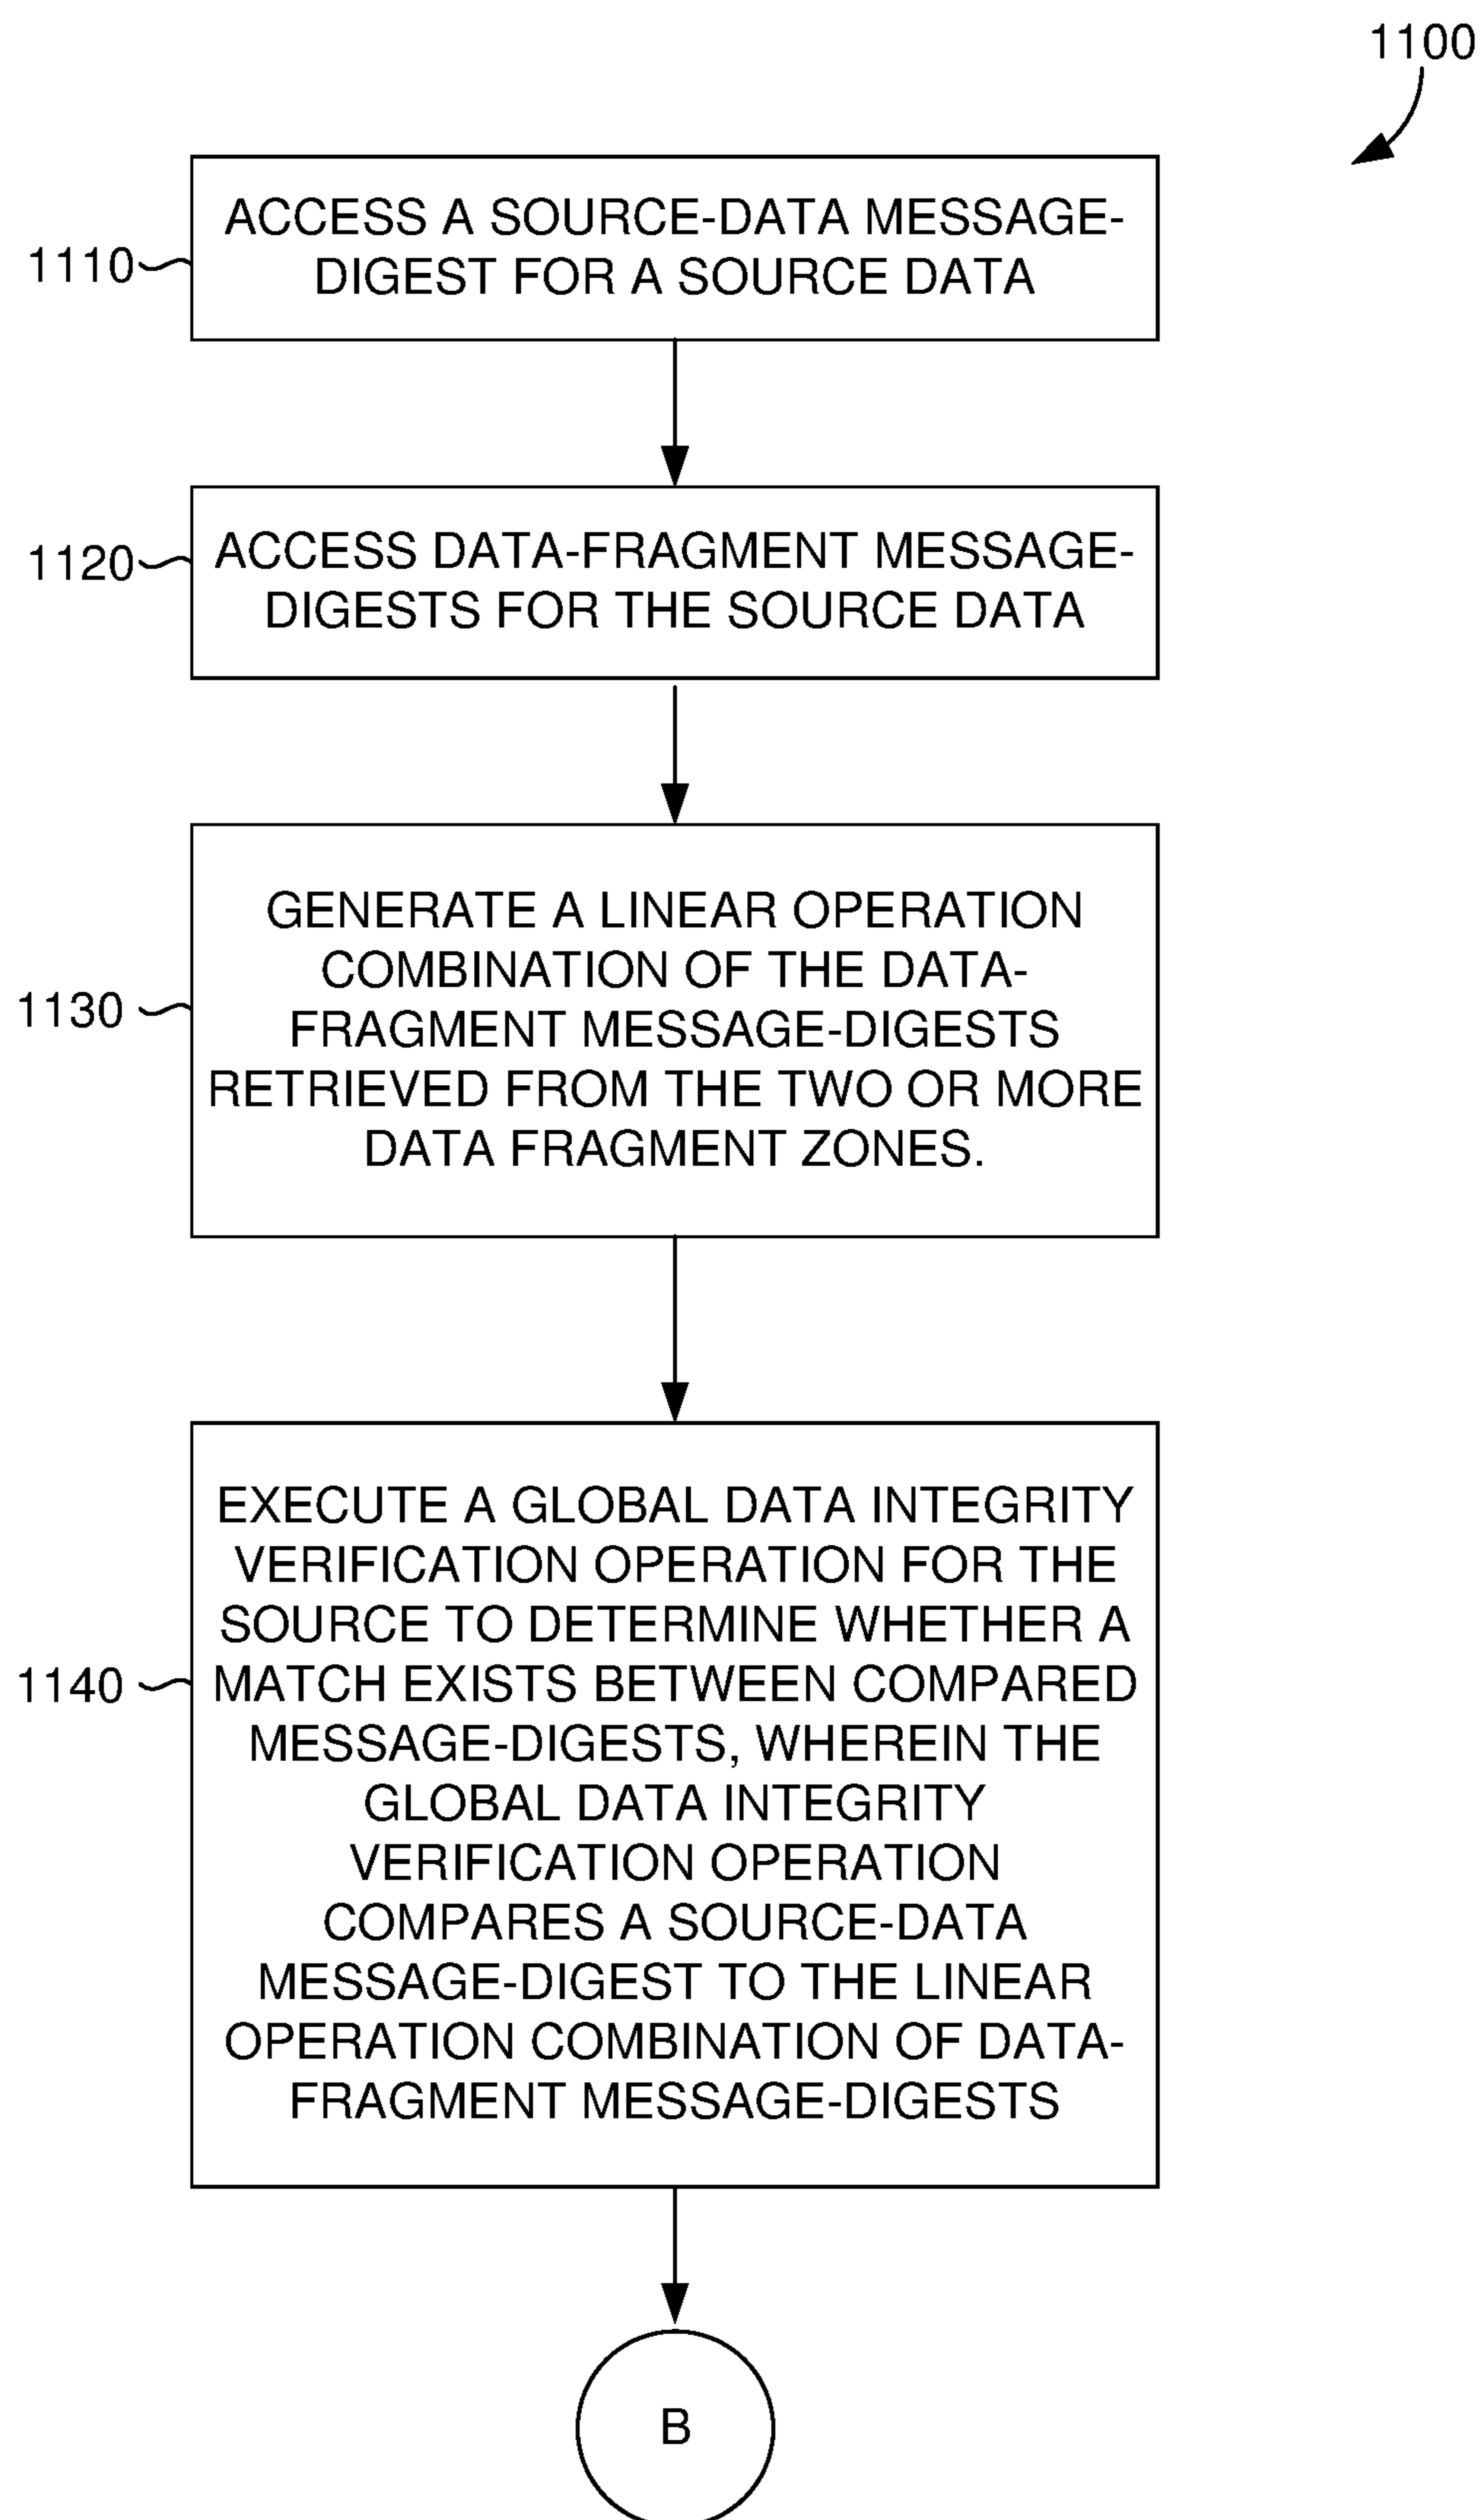 1100
1110
ACCESS A SOURCE-DATA MESSAGE-
DIGEST FOR A SOURCE DATA
1120
ACCESS DATA-FRAGMENT MESSAGE-
DIGESTS FOR THE SOURCE DATA
1130
GENERATE A LINEAR OPERATION
COMBINATION OF THE DATA-
FRAGMENT MESSAGE-DIGESTS
RETRIEVED FROM THE TWO OR MORE
DATA FRAGMENT ZONES.
1140
EXECUTE A GLOBAL DATA INTEGRITY
VERIFICATION OPERATION FOR THE
SOURCE TO DETERMINE WHETHER A
MATCH EXISTS BETWEEN COMPARED
MESSAGE-DIGESTS, WHEREIN THE
GLOBAL DATA INTEGRITY
VERIFICATION OPERATION
COMPARES A SOURCE-DATA
MESSAGE-DIGEST TO THE LINEAR
OPERATION COMBINATION OF DATA-
FRAGMENT MESSAGE-DIGESTS
B